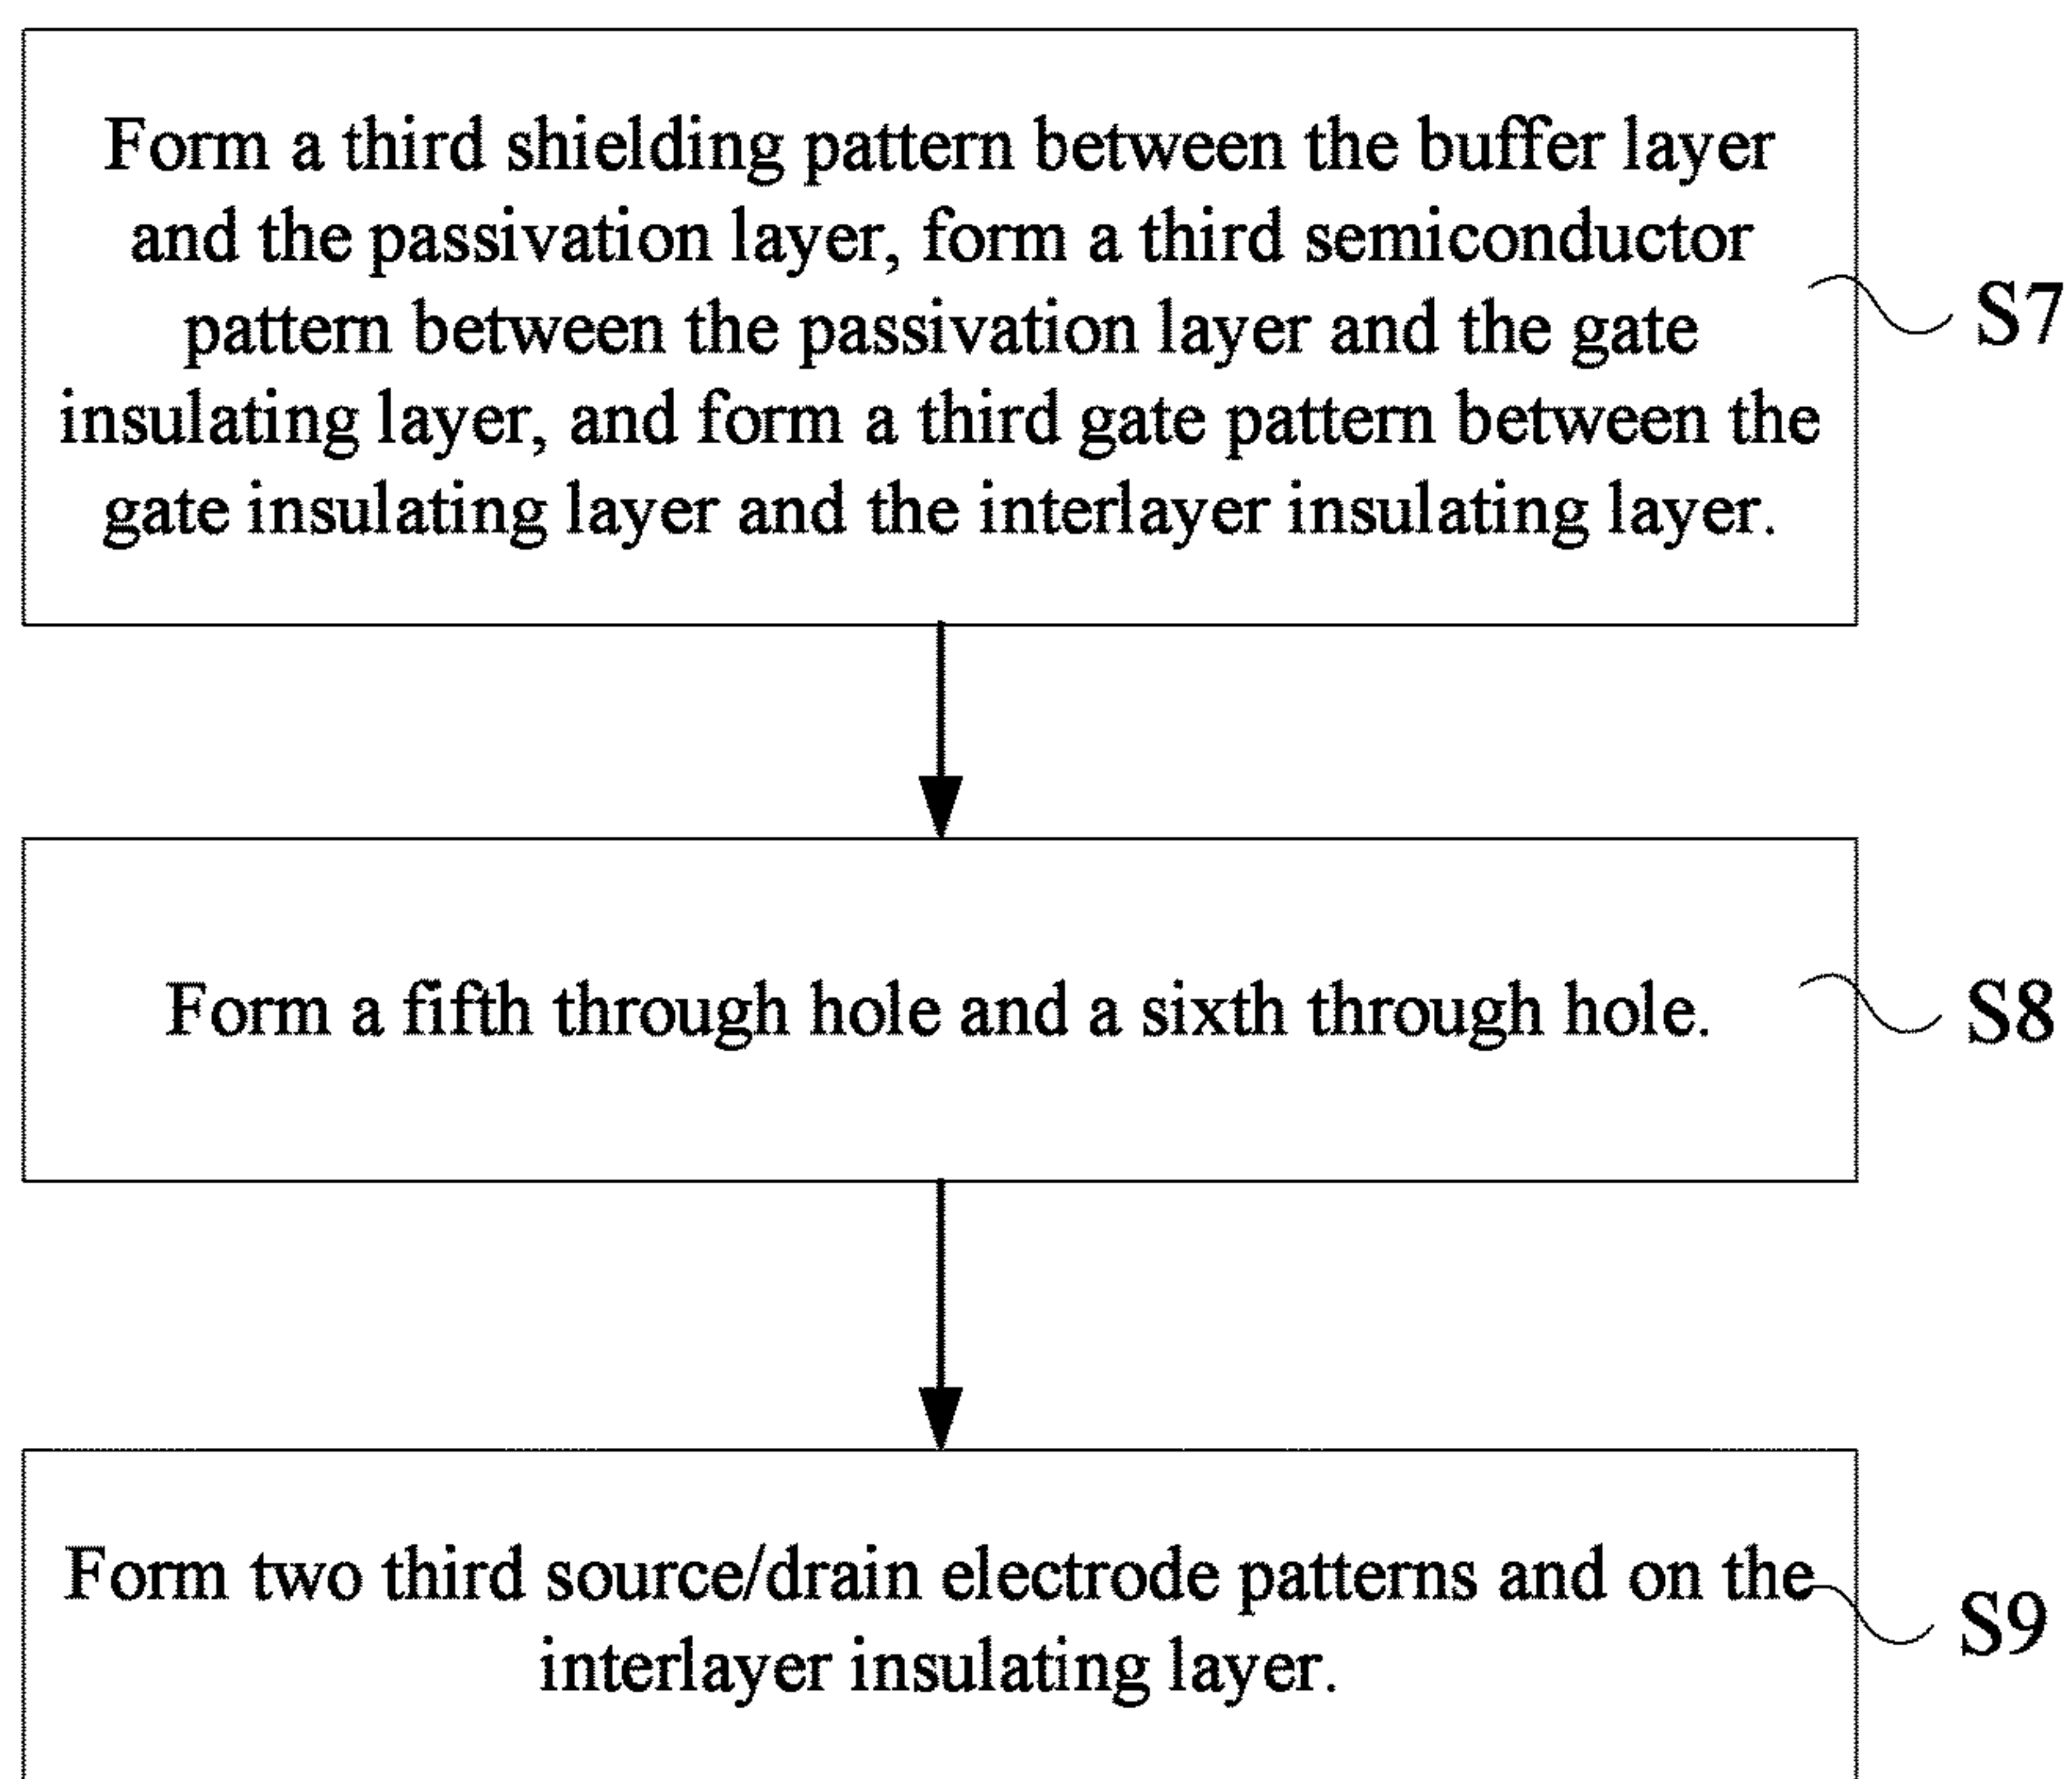 Form a third shielding pattern between the buffer layer
and the passivation layer, form a third semiconductor
pattern between the passivation layer and the gate
insulating layer, and form a third gate pattern between the
gate insulating layer and the interlayer insulating layer.
S7
Form a fifth through hole and a sixth through hole.
S8
Form two third source/drain electrode patterns and on the
interlayer insulating layer.
S9